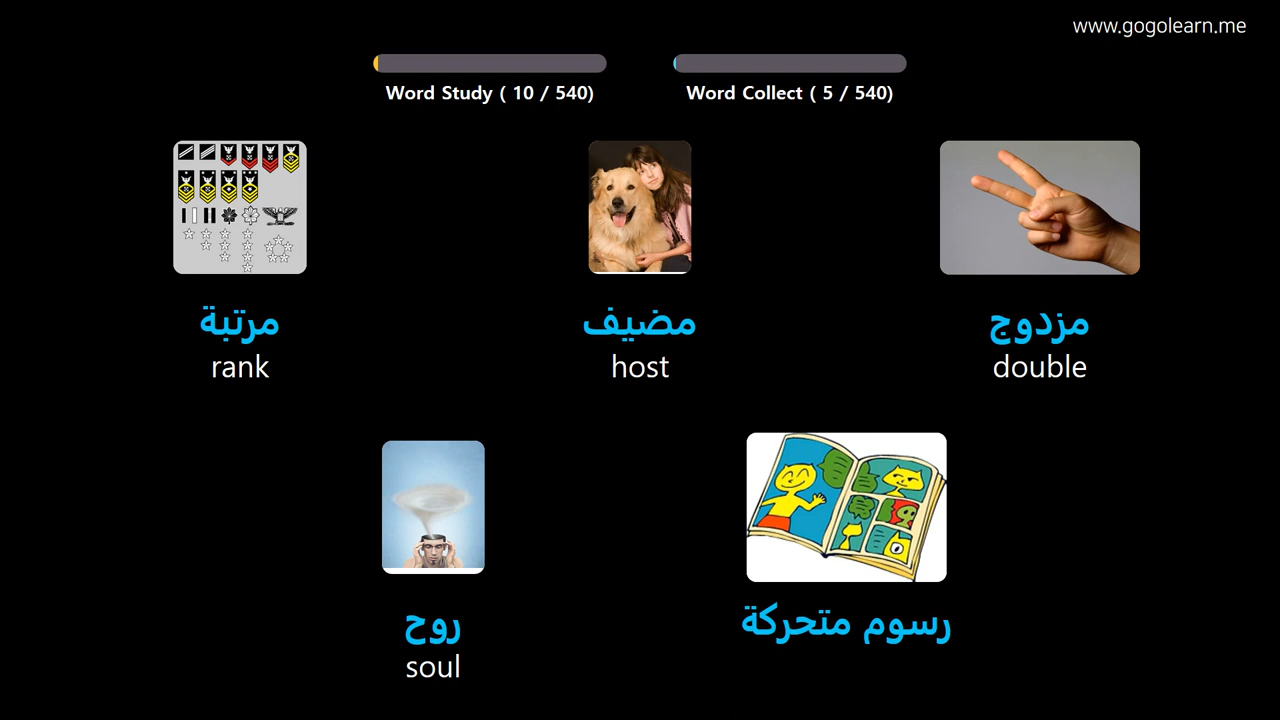 www.gogolearn.me
Word Study ( 10 / 540)
Word Collect ( 5 / 540)
مرتبة
rank
مضيف
host
مزدوج
double
روح
soul
رسوم متحركة